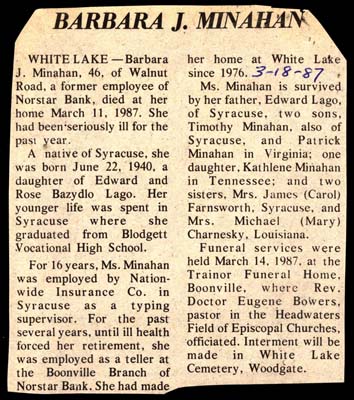 BARBARA J. MINAHAN
WHITE LAKE — Barbara
J. Minahan, 46, of Walnut
Road, a former employee of
Norstar Bank, died at her
home March 11, 1987. She
had been seriously ill for the
past year.
A native of Syracuse, she
was born June 22, 1940, a
daughter of Edward and
Rose Bazydlo Lago. Her
younger life was spent in
Syracuse where she
graduated from Blodgett
Vocational High School.
For 16 years, Ms. Minahan
was employed by Nation-
wide Insurance Co. in
Syracuse as a typing
supervisor. For the past
several years, until ill health
forced her retirement, she
was employed as a teller at
the Boonville Branch of
Norstar Bank. She had made
her home at White Lake
since 1976. 3-18-87
Ms. Minahan is survived
by her father, Edward Lago,
of Syracuse, two sons,
Timothy Minahan, also of
Syracuse, and Patrick
Minahan in Virginia; one
daughter, Kathlene Minahan
in Tennessee; and two
sisters, Mrs. James (Carol)
Farnsworth, Syracuse, and
Mrs. Michael (Mary)
Charnesky, Louisiana.
Funeral services were
held March 14, 1987, at the
Trainor Funeral Home,
Boonville, where Rev.
Doctor Eugene Bowers,
pastor in the Headwaters
Field of Episcopal Churches,
officiated. Interment will be
made in White Lake
Cemetery, Woodgate.